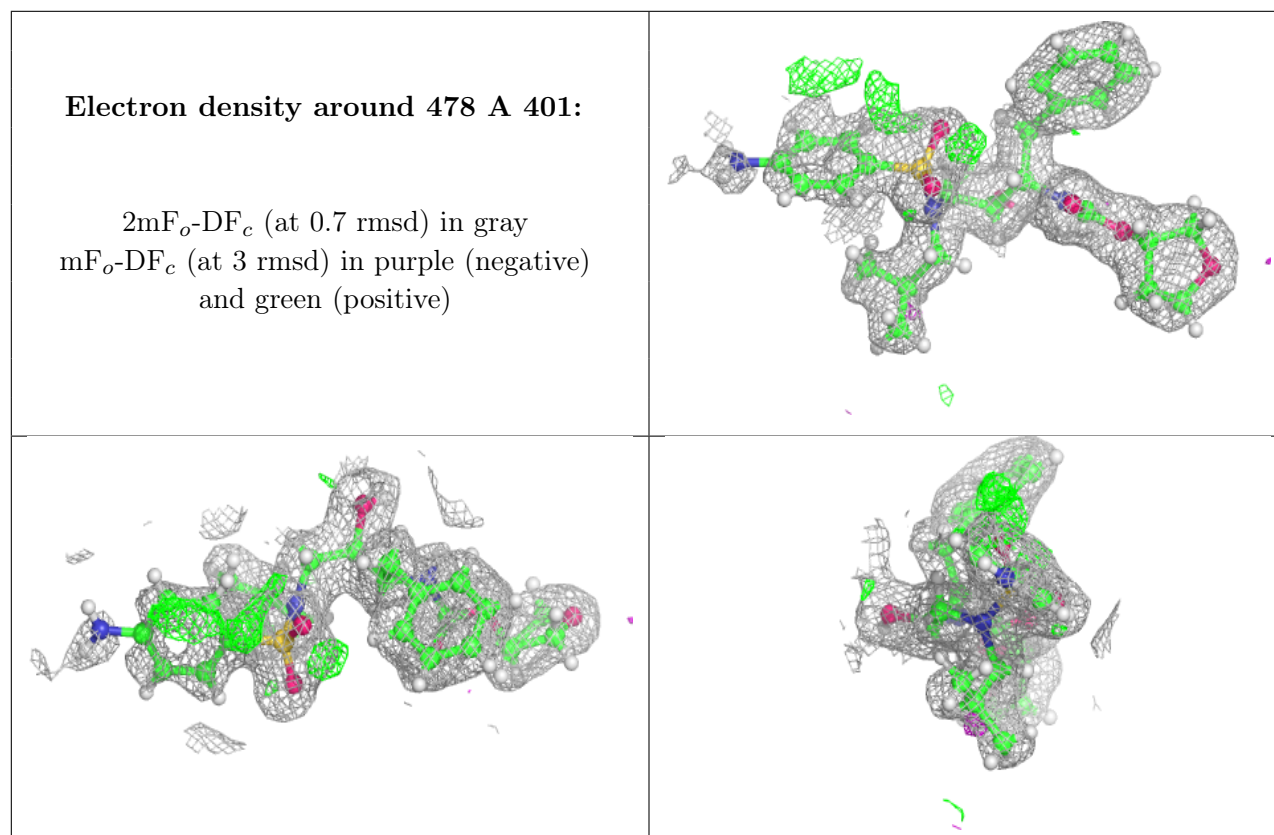 Electron density around 478 A 401:
2mFₒ-DF𝒸 (at 0.7 rmsd) in gray
mFₒ-DF𝒸 (at 3 rmsd) in purple (negative)
and green (positive)